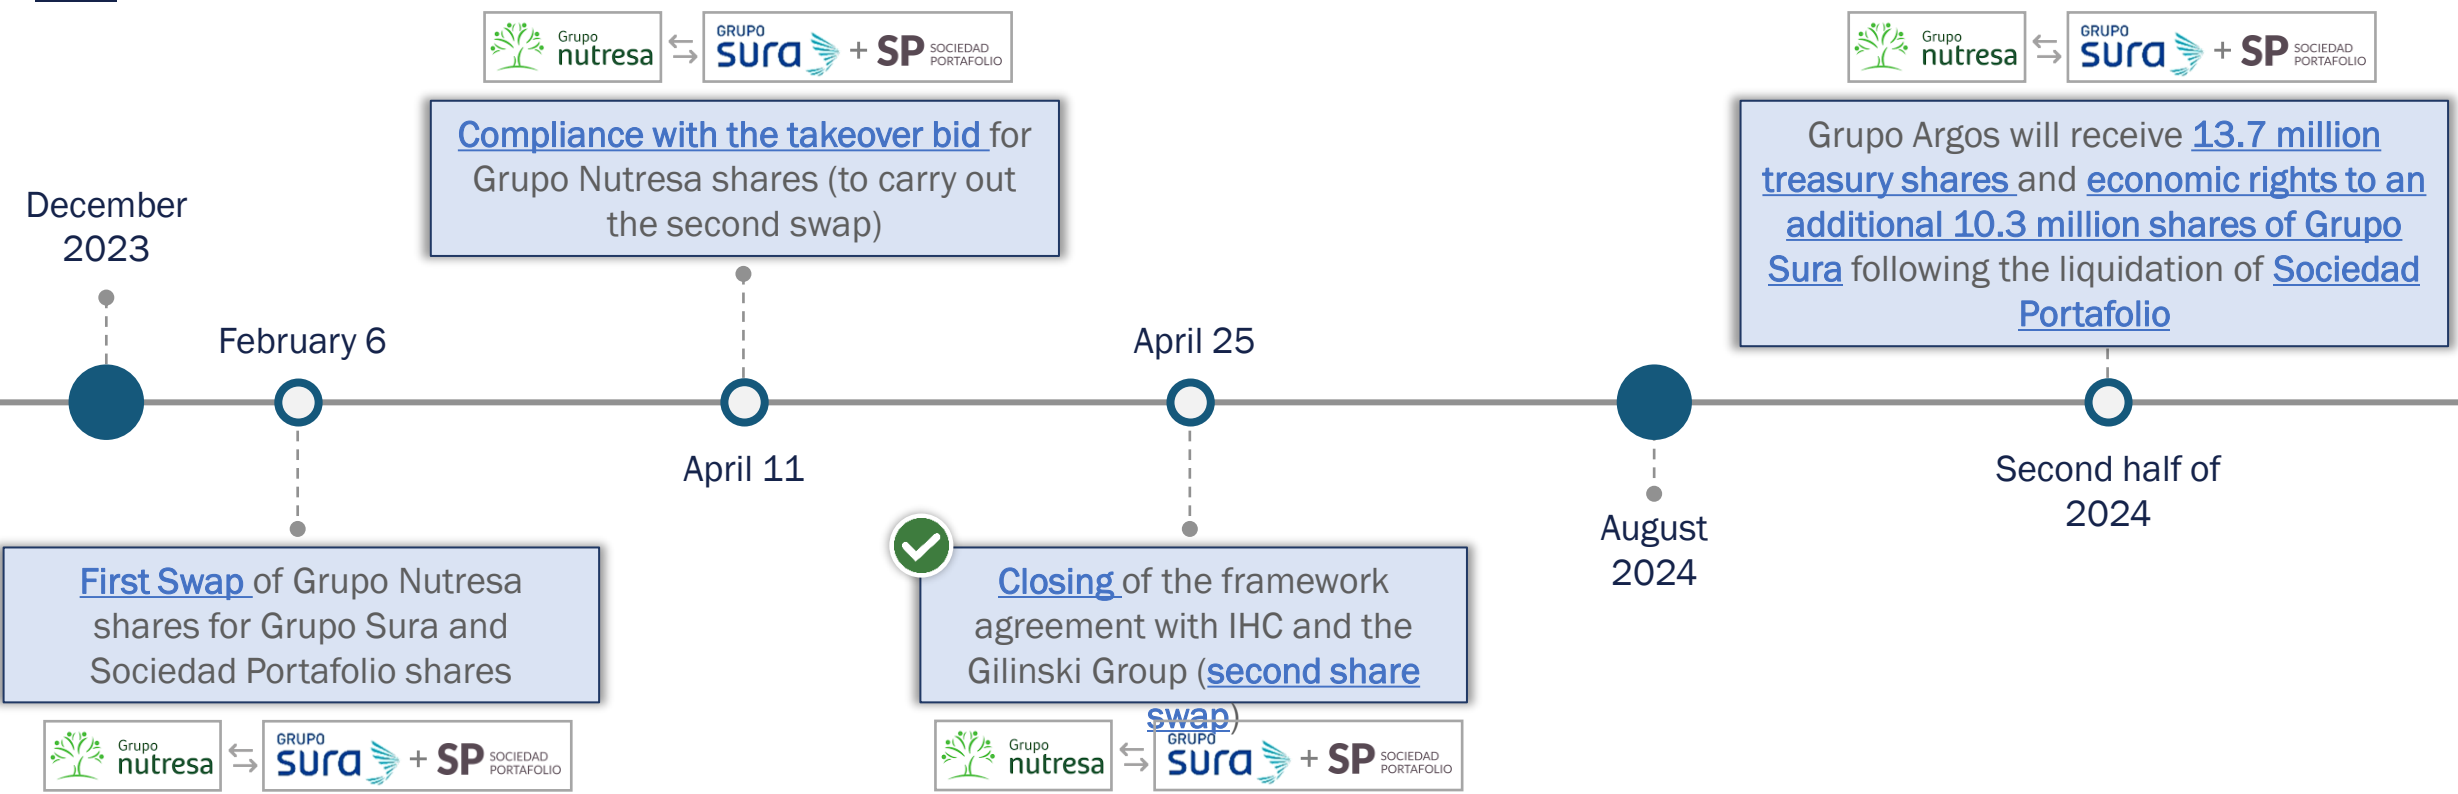 Grupo
nutresa
GRUPO
sura
+
SP SOCIEDAD
PORTAFOLIO
Compliance with the takeover bid for
Grupo Nutresa shares (to carry out
the second swap)
Grupo
nutresa
GRUPO
sura
+
SP SOCIEDAD
PORTAFOLIO
Grupo Argos will receive 13.7 million
treasury shares and economic rights to an
additional 10.3 million shares of Grupo
Sura following the liquidation of Sociedad
Portafolio
December
2023
February 6
April 11
April 25
August
2024
Second half of
2024
First Swap of Grupo Nutresa
shares for Grupo Sura and
Sociedad Portafolio shares
Grupo
nutresa
GRUPO
sura
+
SP SOCIEDAD
PORTAFOLIO
Closing of the framework
agreement with IHC and the
Gilinski Group (second share
swap)
Grupo
nutresa
GRUPO
sura
+
SP SOCIEDAD
PORTAFOLIO